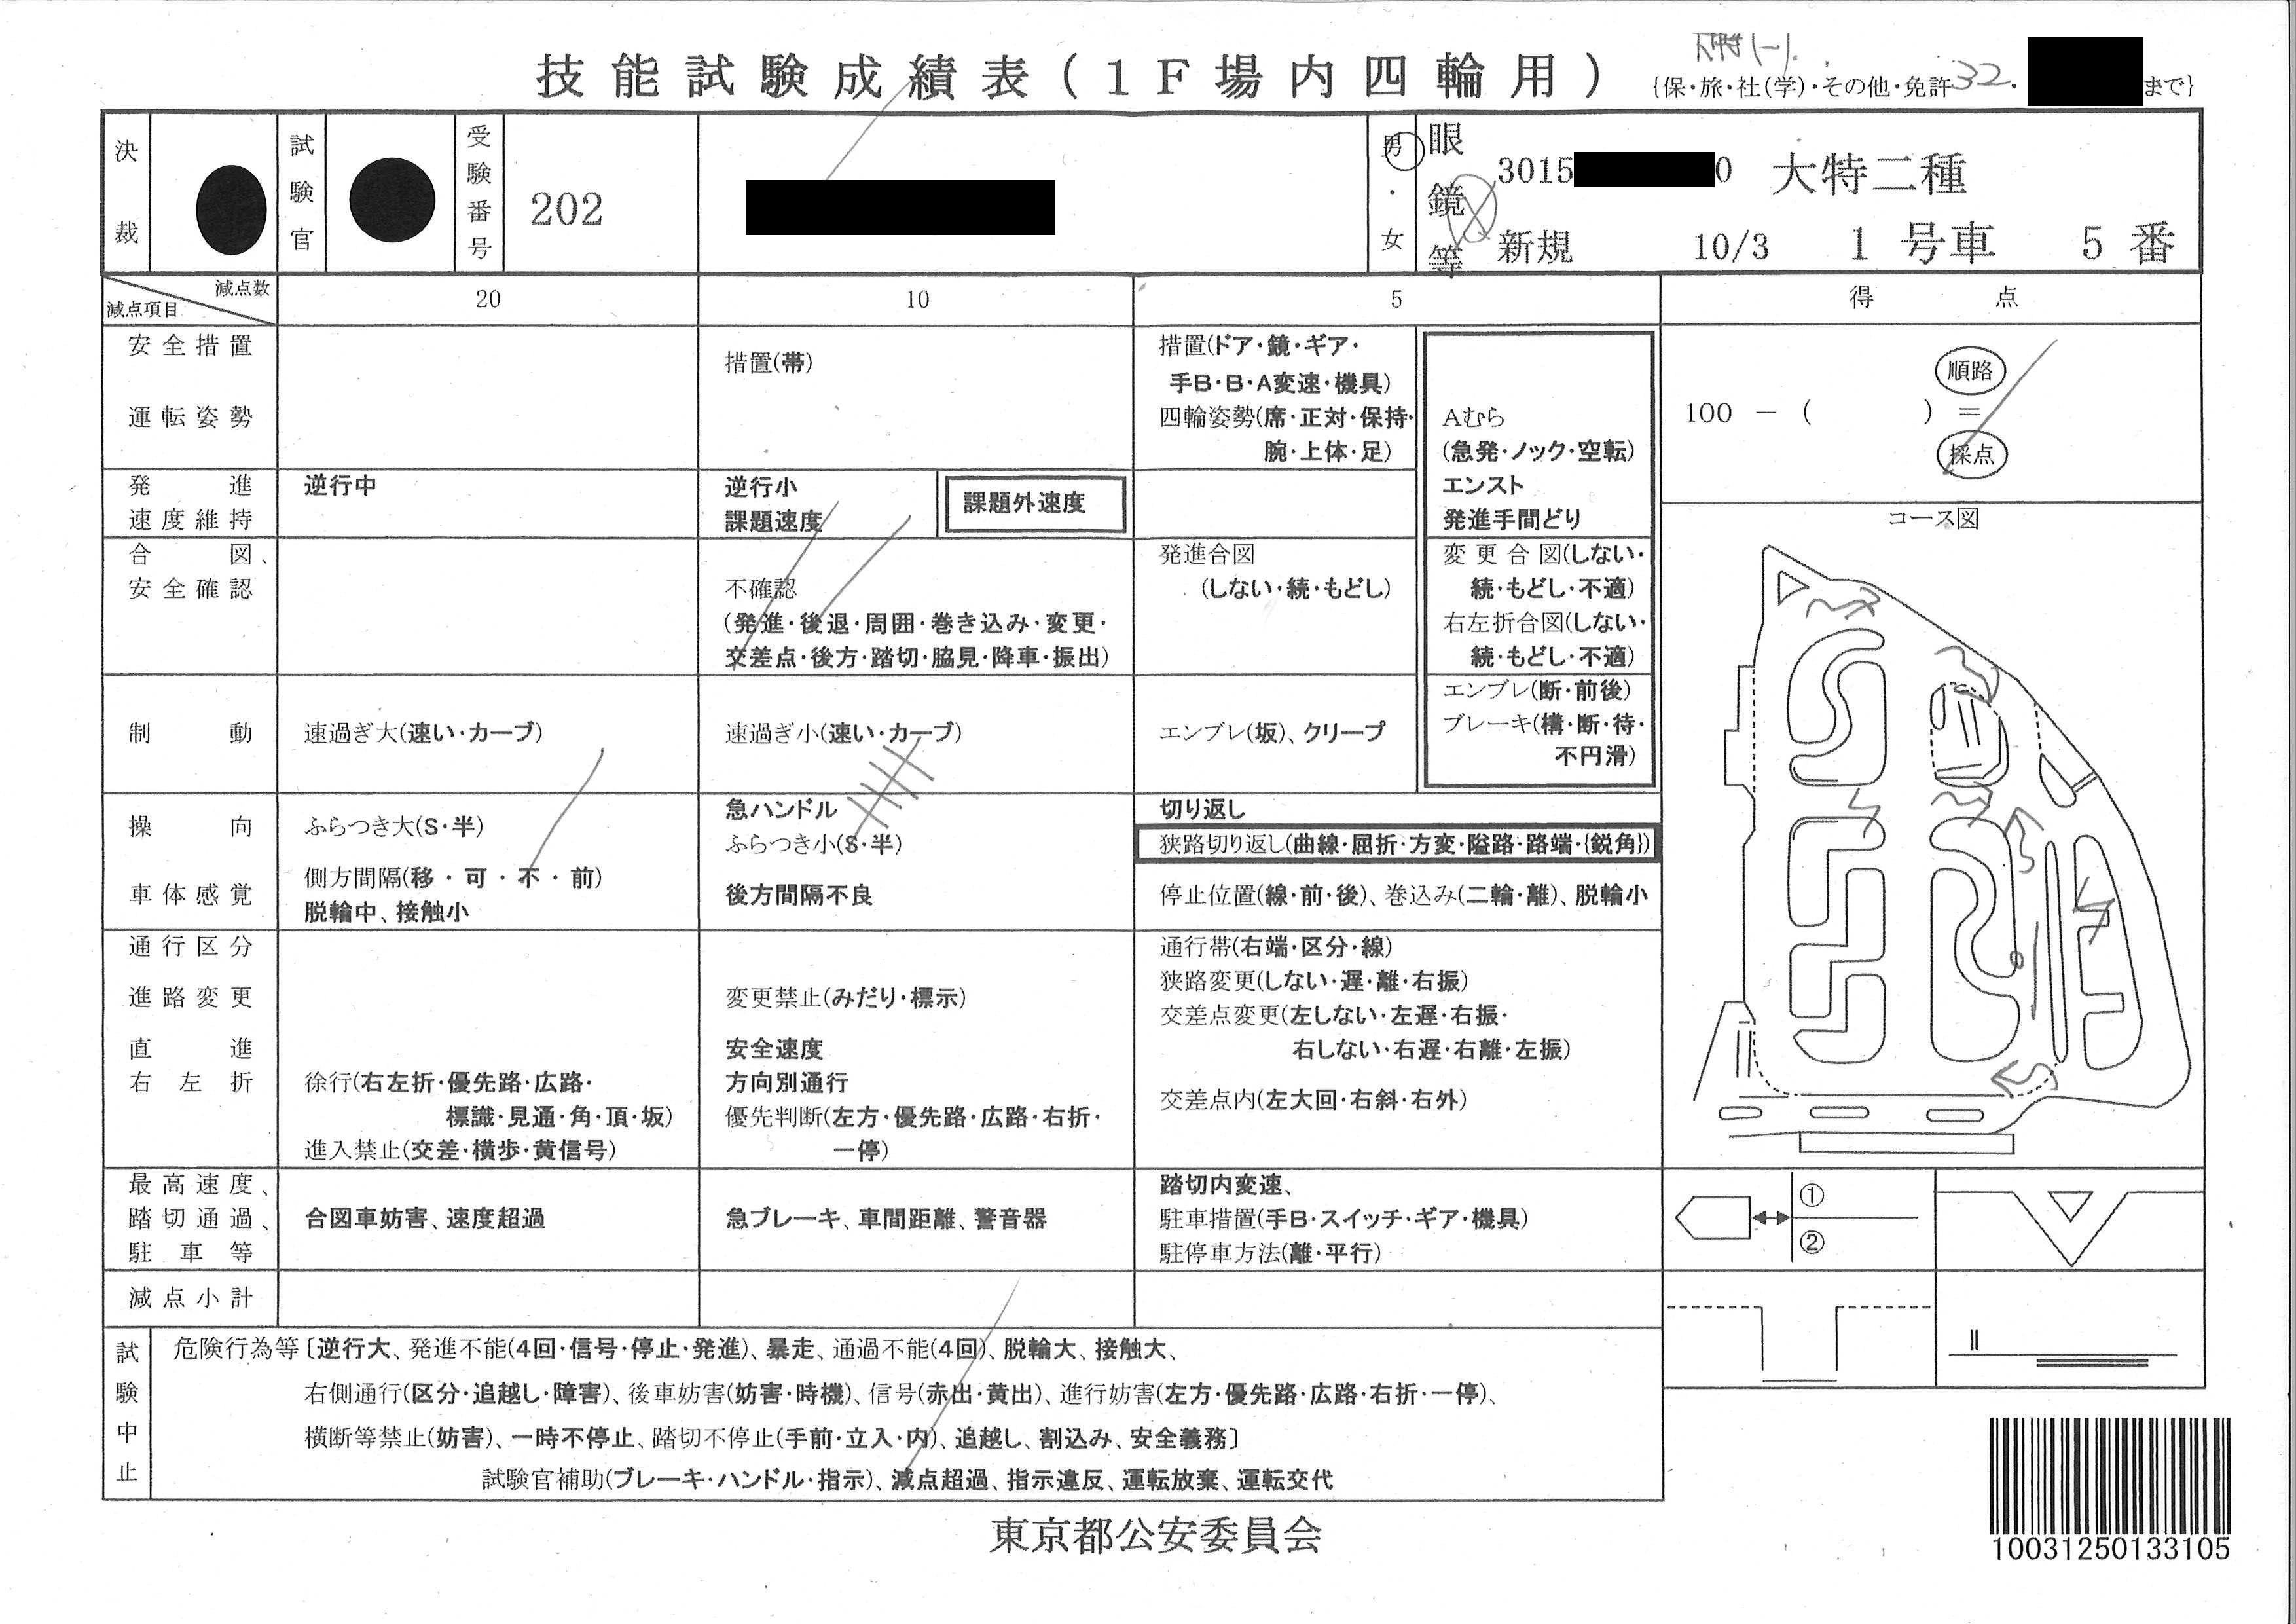 技能試験成績表(1F場内四輪用)
大特(一)
{保・旅・社(学)・その他・免許 32. まで}
決裁
試験官
受験番号
202
男・女
眼鏡等
3015 0 大特二種
新規 10/3 1号車 5番
減点数
減点項目
20
10
5
得点
安全措置
運転姿勢
措置(帯)
措置(ドア・鏡・ギア・
手B・B・A変速・機具)
四輪姿勢(席・正対・保持・
腕・上体・足)
Aむら
(急発・ノック・空転)
エンスト
発進手間どり
順路
100 - ( ) =
採点
発進
速度維持
逆行中
逆行小
課題速度
課題外速度
コース図
合図、
安全確認
不確認
(発進・後退・周囲・巻き込み・変更・
交差点・後方・踏切・脇見・降車・振出)
発進合図
(しない・続・もどし)
変更合図(しない・
続・もどし・不適)
右左折合図(しない・
続・もどし・不適)
制動
速過ぎ大(速い・カーブ)
速過ぎ小(速い・カーブ)
エンブレ(坂)、クリープ
エンブレ(断・前後)
ブレーキ(構・断・待・
不円滑)
操向
車体感覚
ふらつき大(S・半)
側方間隔(移・可・不・前)
脱輪中、接触小
急ハンドル
ふらつき小(S・半)
後方間隔不良
切り返し
狭路切り返し(曲線・屈折・方変・隘路・路端・{鋭角})
停止位置(線・前・後)、巻込み(二輪・離)、脱輪小
通行区分
進路変更
直進
右左折
徐行(右左折・優先路・広路・
標識・見通・角・頂・坂)
進入禁止(交差・横歩・黄信号)
変更禁止(みだり・標示)
安全速度
方向別通行
優先判断(左方・優先路・広路・右折・
一停)
通行帯(右端・区分・線)
狭路変更(しない・遅・離・右振)
交差点変更(左しない・左遅・右振・
右しない・右遅・右離・左振)
交差点内(左大回・右斜・右外)
最高速度、
踏切通過、
駐車等
合図車妨害、速度超過
急ブレーキ、車間距離、警音器
踏切内変速、
駐車措置(手B・スイッチ・ギア・機具)
駐停車方法(離・平行)
①
②
減点小計
試験中止
危険行為等〔逆行大、発進不能(4回・信号・停止・発進)、暴走、通過不能(4回)、脱輪大、接触大、
右側通行(区分・追越し・障害)、後車妨害(妨害・時機)、信号(赤出・黄出)、進行妨害(左方・優先路・広路・右折・一停)、
横断等禁止(妨害)、一時不停止、踏切不停止(手前・立入・内)、追越し、割込み、安全義務〕
試験官補助(ブレーキ・ハンドル・指示)、減点超過、指示違反、運転放棄、運転交代
東京都公安委員会
10031250133105